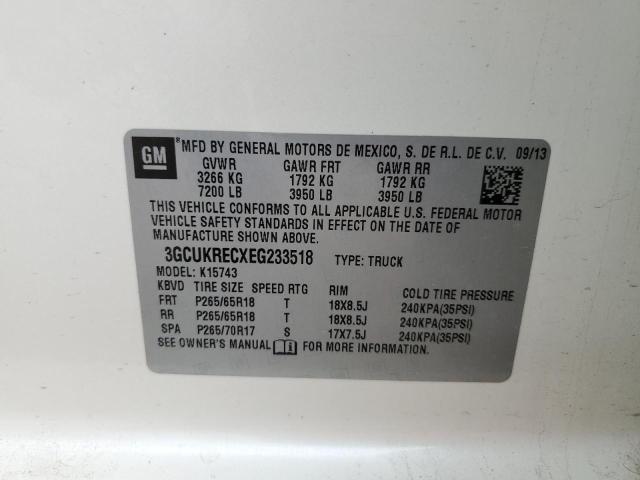 GM ® MFD BY GENERAL MOTORS DE MEXICO, S. DE R.L. DE C.V. 09/13
GVWR GAWR FRT GAWR RR
3266 KG 1792 KG 1792 KG
7200 LB 3950 LB 3950 LB
THIS VEHICLE CONFORMS TO ALL APPLICABLE U.S. FEDERAL MOTOR
VEHICLE SAFETY STANDARDS IN EFFECT ON THE DATE OF
MANUFACTURE SHOWN ABOVE.
3GCUKRECXEG233518 TYPE: TRUCK
MODEL: K15743
KBVD TIRE SIZE SPEED RTG RIM COLD TIRE PRESSURE
FRT P265/65R18 T 18X8.5J 240KPA(35PSI)
RR P265/65R18 T 18X8.5J 240KPA(35PSI)
SPA P265/70R17 S 17X7.5J 240KPA(35PSI)
SEE OWNER'S MANUAL FOR MORE INFORMATION.